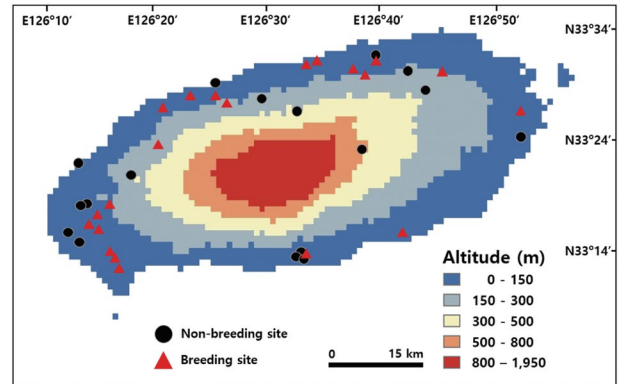 E126°10′ E126°20′ E126°30′ E126°40′ E126°50′
N33°34′
N33°24′
N33°14′
Altitude (m)
0 - 150
150 - 300
300 - 500
500 - 800
800 – 1,950
Non-breeding site
Breeding site
0 15 km